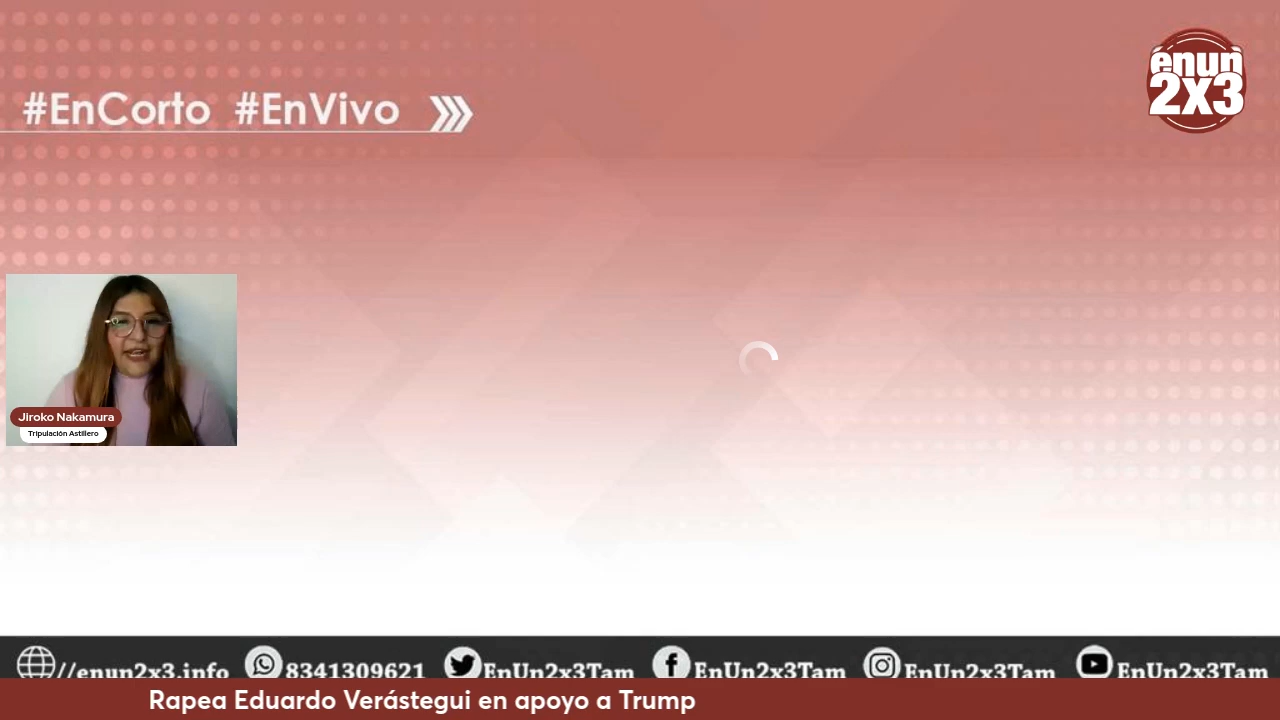 #EnCorto #EnVivo
enun
2x3
Jiroko Nakamura
Tripulación Astillero
//enun2x3.info 8341309621 EnUn2x3Tam EnUn2x3Tam EnUn2x3Tam EnUn2x3Tam
Rapea Eduardo Verástegui en apoyo a Trump